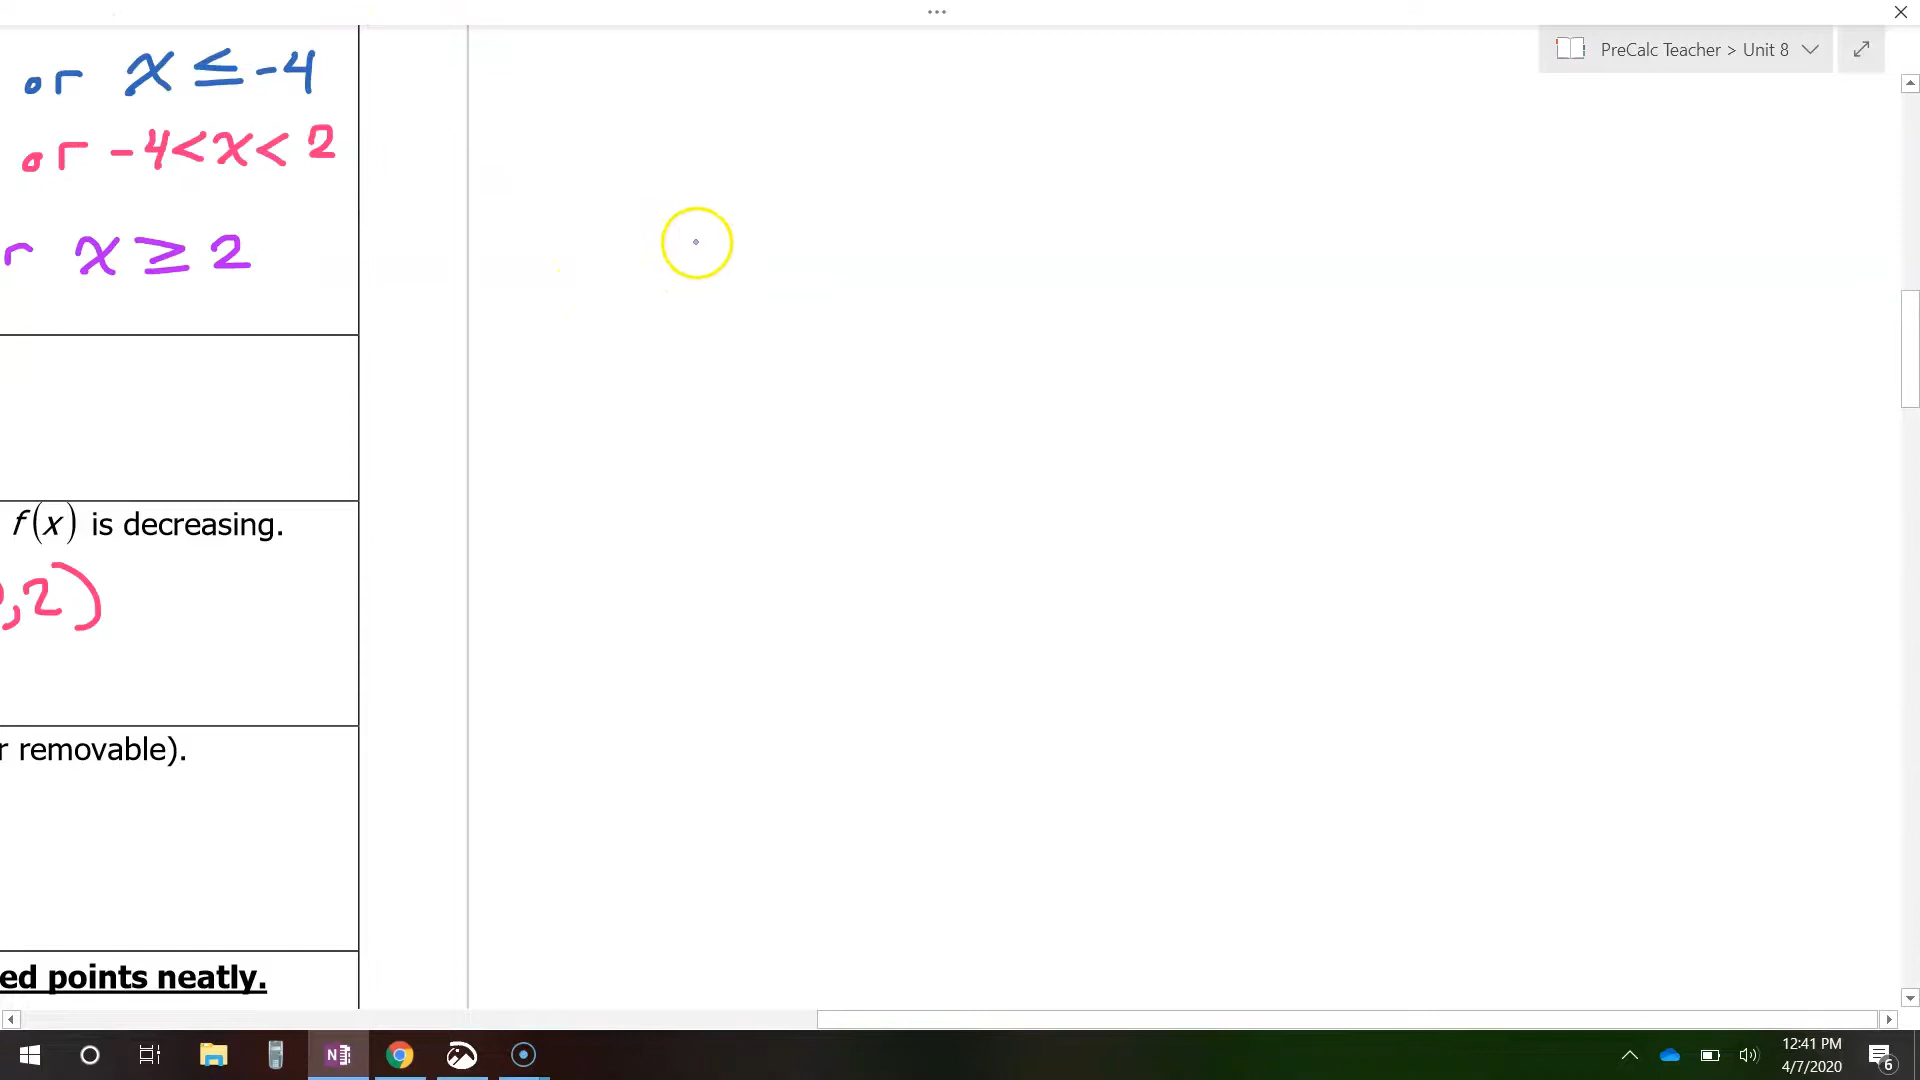 PreCalc Teacher > Unit 8
or x ≤ -4
or -4 < x < 2
r x ≥ 2
f(x) is decreasing.
,2)
r removable).
ed points neatly.
N
12:41 PM
4/7/2020
6